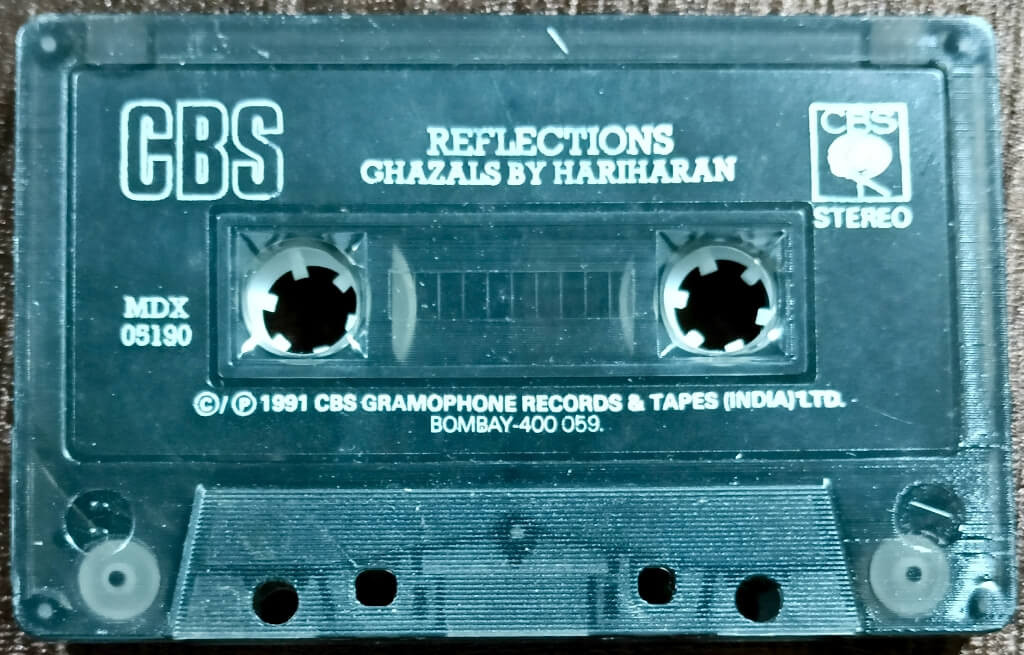 CBS
REFLECTIONS
GHAZALS BY HARIHARAN
CBS
STEREO
MDX
05190
©/℗ 1991 CBS GRAMOPHONE RECORDS & TAPES (INDIA) LTD.
BOMBAY-400 059.